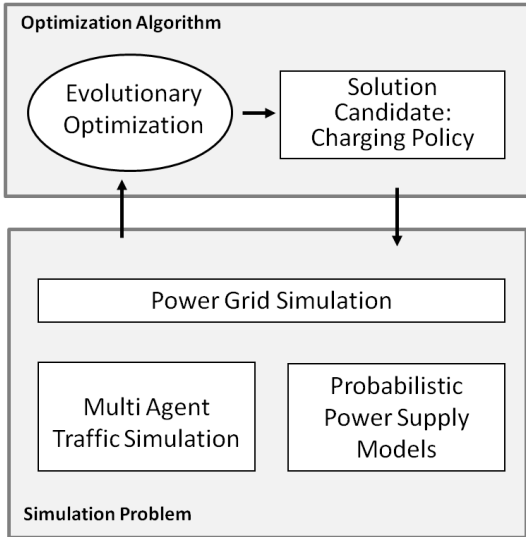 Optimization Algorithm
Evolutionary
Optimization
Solution
Candidate:
Charging Policy
Power Grid Simulation
Multi Agent
Traffic Simulation
Probabilistic
Power Supply
Models
Simulation Problem